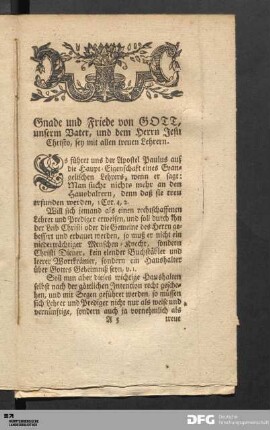 Gnade und Friede von GOTT,
unserm Vater, und dem Herrn Jesu
Christo, sey mit allen treuen Lehrern.
Es führet uns der Apostel Paulus auf
die Haupt-Eigenschaft eines Evan-
gelischen Lehrers, wenn er sagt:
Man suche nichts mehr an den
Haushaltern, denn daß sie treu
erfunden werden, 1 Cor. 4, 2.
Will sich jemand als einen rechtschaffenen
Lehrer und Prediger erweisen, und soll durch ihn
der Leib Christi oder die Gemeine des Herrn ge-
bessert und erbauet werden, so muß er nicht ein
niederträchtiger Menschen-Knecht, sondern
Christi Diener, kein elender Buchstäbler und
leerer Wortkrämer, sondern ein Haushalter
über Gottes Geheimniß seyn, v. 1.
Soll nun aber dieses wichtige Haushalten
selbst nach der göttlichen Intention recht gesche-
hen, und mit Segen geführet werden, so müssen
sich Lehrer und Prediger nicht nur als weise und
vernünftige, sondern auch ja vornehmlich als
A 3 treue
DFG Deutsche
Forschungsgemeinschaft